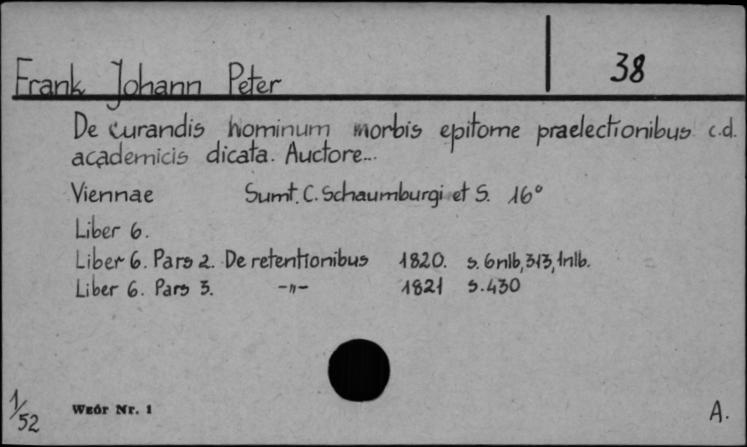 38
Frank Johann Peter
De curandis hominum morbis epitome praelectionibus c.d.
academicis dicata. Auctore...
Viennae Sumt. C. Schaumburgi et S. 16°
Liber 6.
Liber 6. Pars 2. De retentionibus 1820. s. 6nlb, 313, 1nlb.
Liber 6. Pars 3. -"- 1821 s. 430
1/52 Wzór Nr. 1 A.